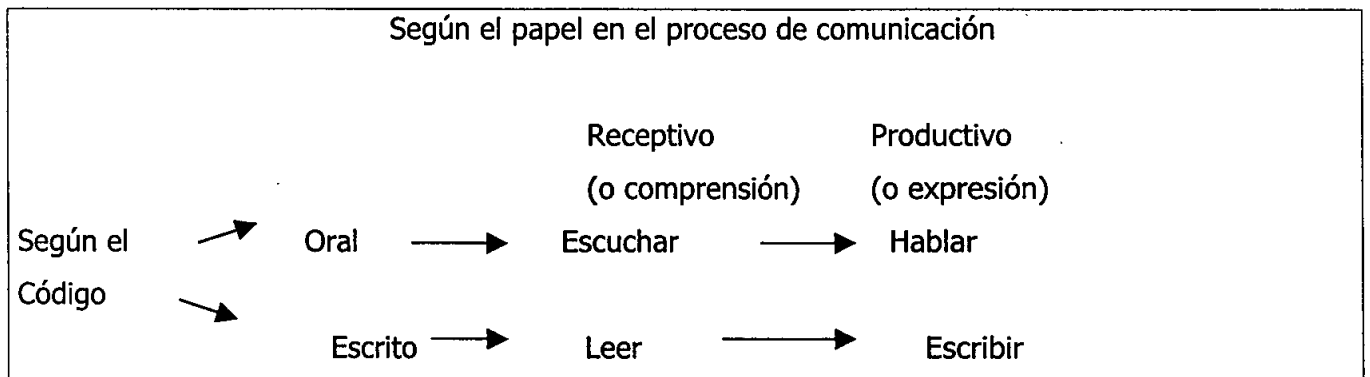 Según el papel en el proceso de comunicación
Receptivo Productivo
(o comprensión) (o expresión)
Según el Oral Escuchar Hablar
Código
Escrito Leer Escribir